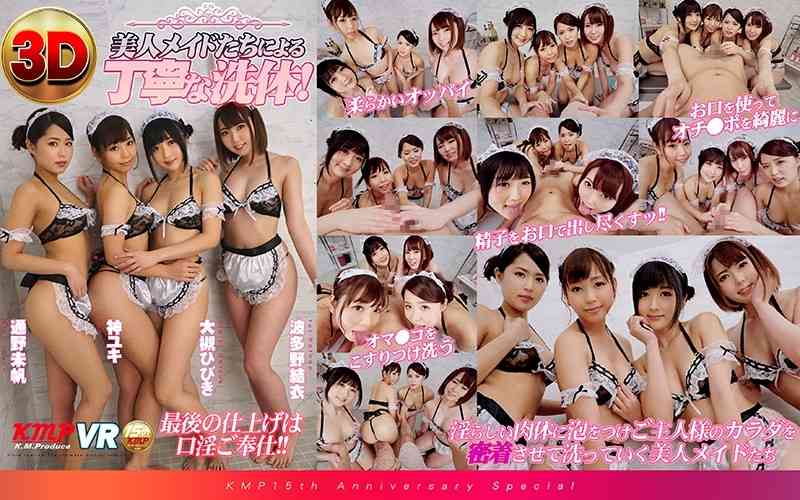 3D
美人メイドたちによる
丁寧な洗体!
通野未帆
神ユキ
大槻ひびき
波多野結衣
KMP
K.M.Produce
VR
15th
KMP
最後の仕上げは
口淫ご奉仕!!
柔らかいオッパイ
お口を使って
オチ●ポを綺麗に
精子をお口で出し尽くすッ!!
オマ●コを
こすりつけ洗う
淫らしい肉体に泡をつけご主人様のカラダを
密着させて洗っていく美人メイドたち
KMP15th Anniversary Special